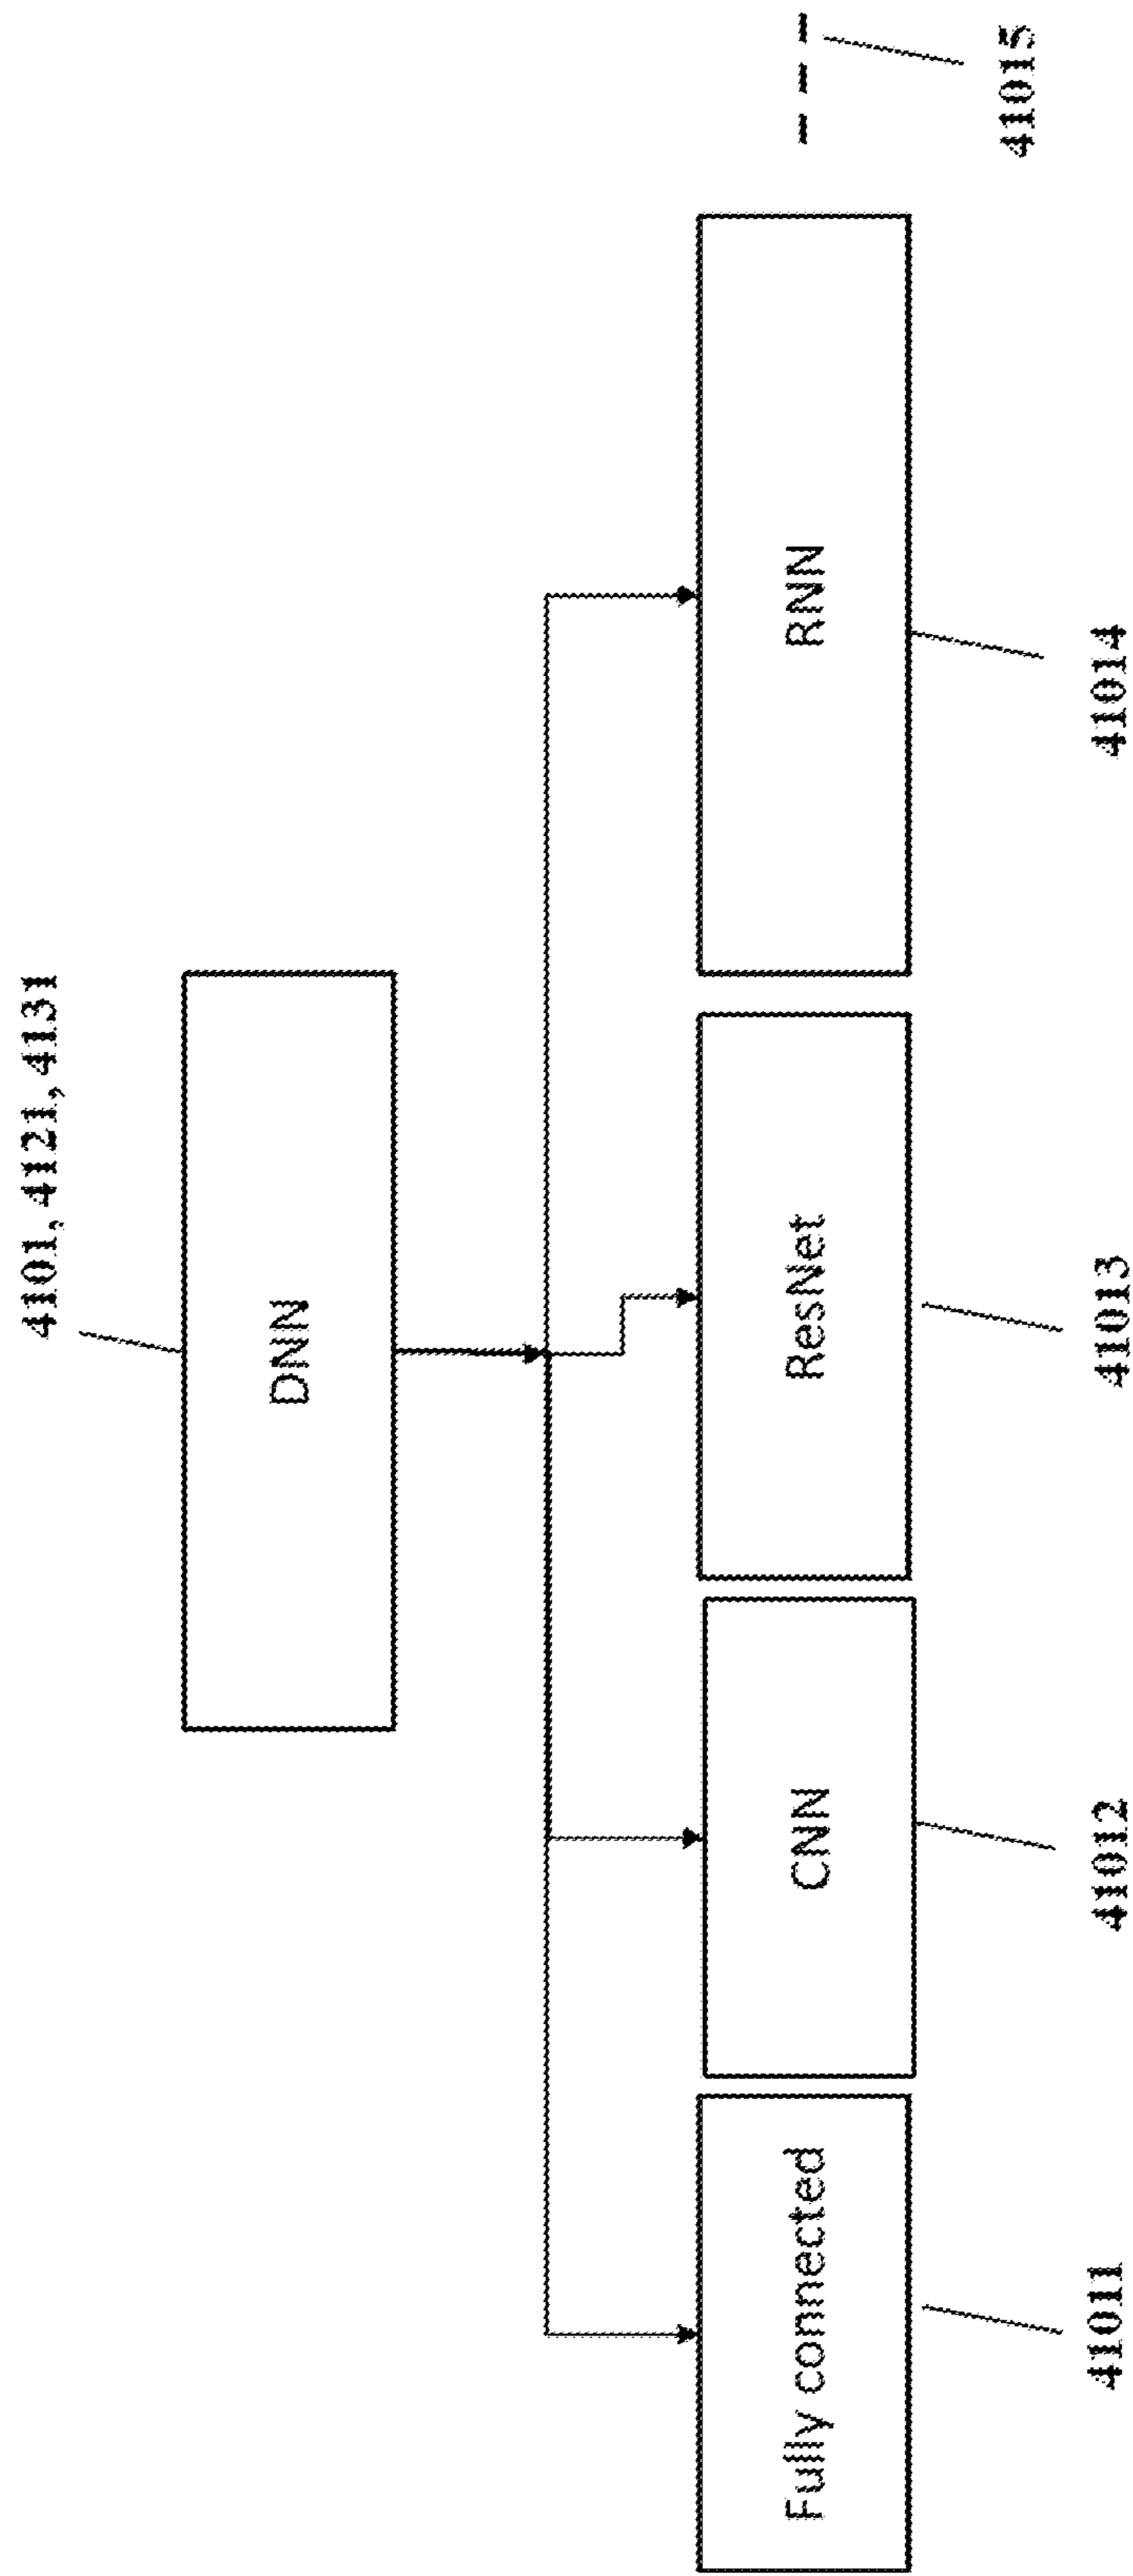 4101, 4121, 4131
DNN
Fully connected
CNN
ResNet
RNN
41011
41012
41013
41014
41015